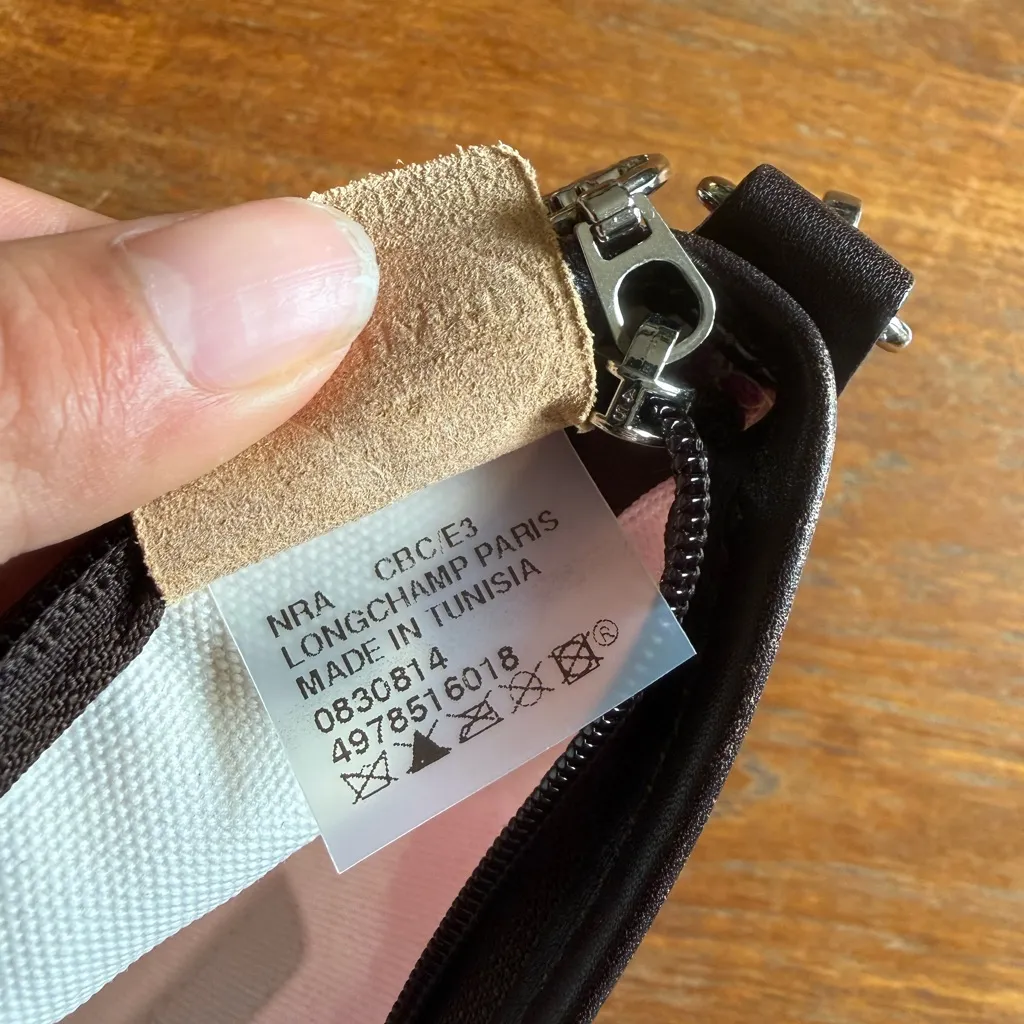 NRA CBC/E3
LONGCHAMP PARIS
MADE IN TUNISIA
0830814
4978516018
®